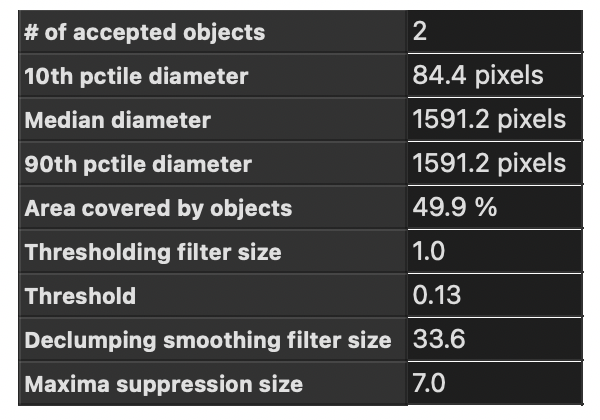 # of accepted objects 2
10th pctile diameter 84.4 pixels
Median diameter 1591.2 pixels
90th pctile diameter 1591.2 pixels
Area covered by objects 49.9 %
Thresholding filter size 1.0
Threshold 0.13
Declumping smoothing filter size 33.6
Maxima suppression size 7.0